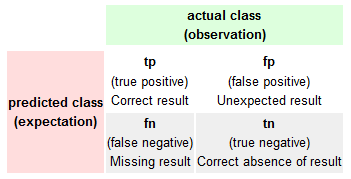 actual class
(observation)
tp
fp
(true positive)
(false positive)
Correct result
Unexpected result
predicted class
(expectation)
fn
tn
(false negative)
(true negative)
Missing result
Correct absence of result